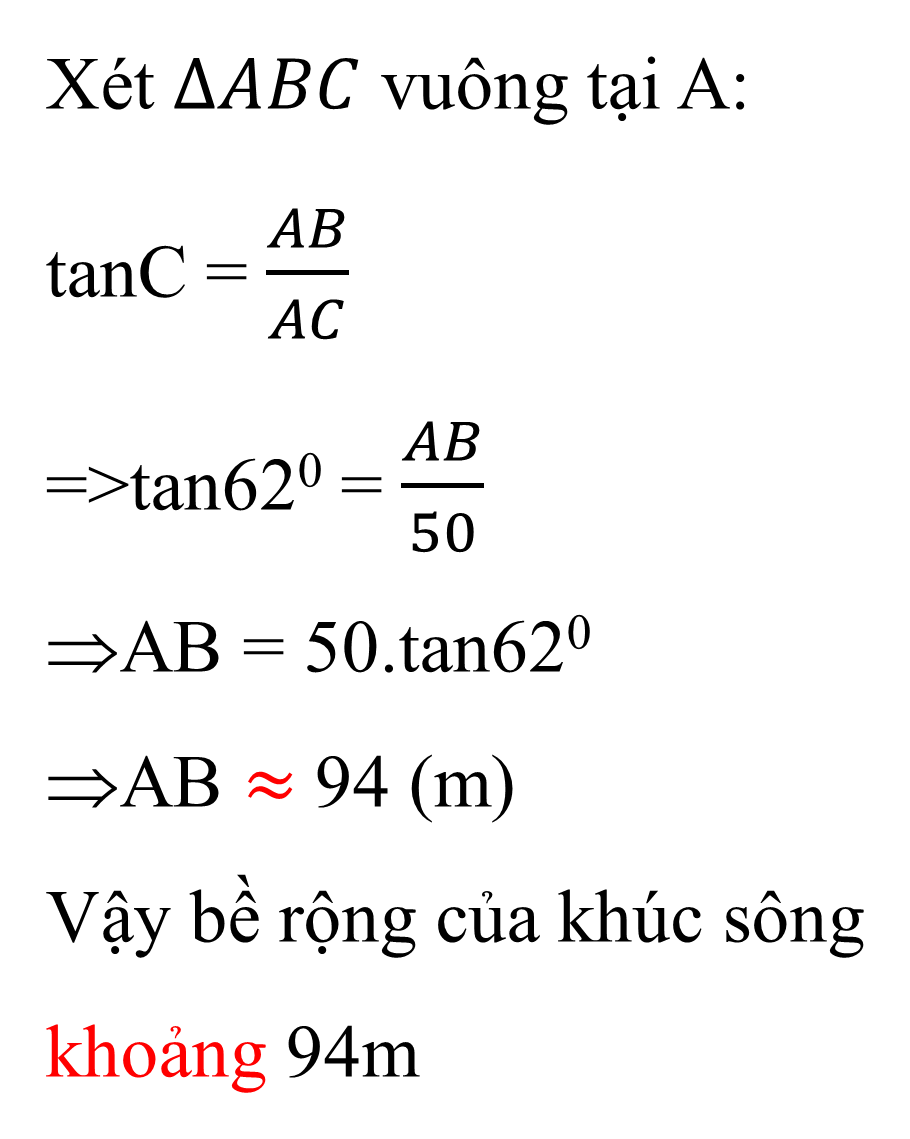 Xét ∆ABC vuông tại A:
tanC = AB/AC
=>tan62⁰ = AB/50
⇒AB = 50.tan62⁰
⇒AB ≈ 94 (m)
Vậy bề rộng của khúc sông
khoảng 94m